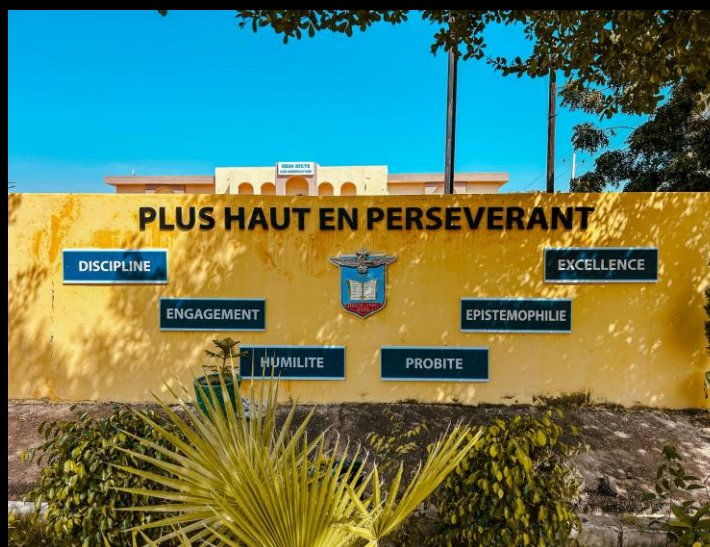 PLUS HAUT EN PERSEVERANT
DISCIPLINE
EXCELLENCE
ENGAGEMENT
EPISTEMOPHILIE
HUMILITE
PROBITE